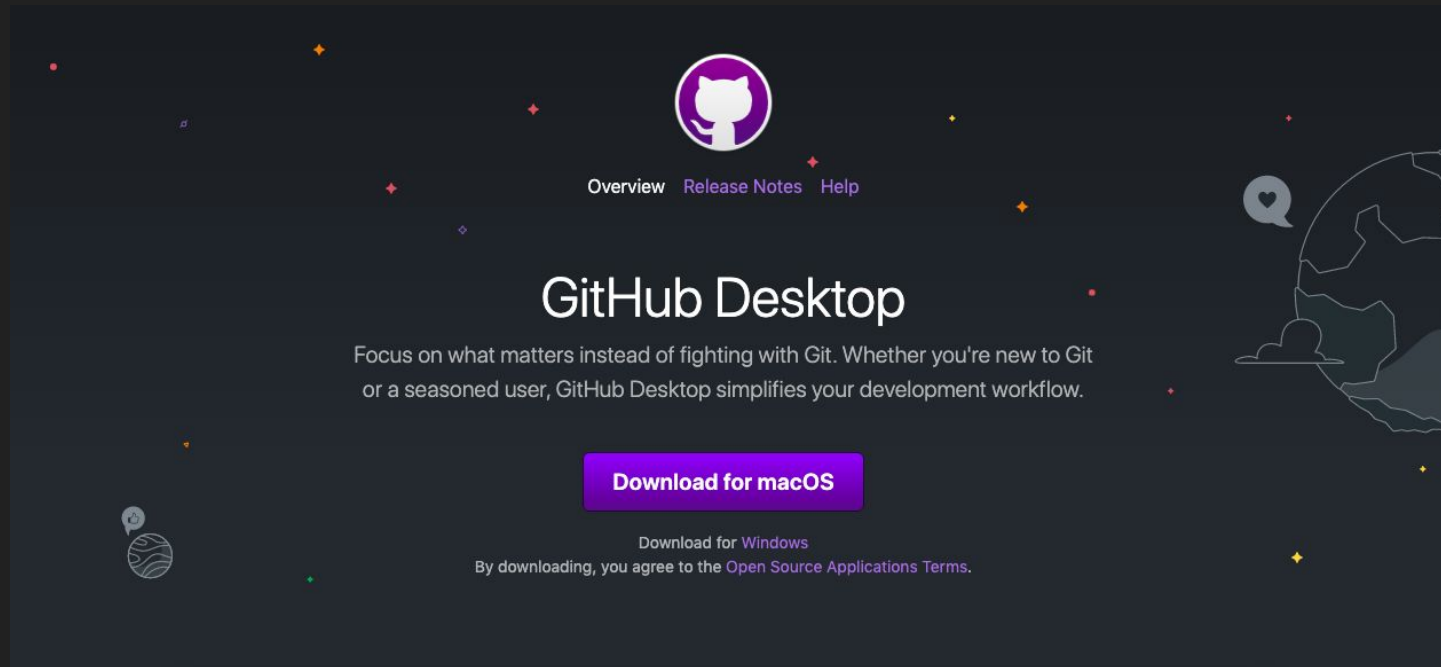 Overview Release Notes Help
GitHub Desktop
Focus on what matters instead of fighting with Git. Whether you're new to Git
or a seasoned user, GitHub Desktop simplifies your development workflow.
Download for macOS
Download for Windows
By downloading, you agree to the Open Source Applications Terms.